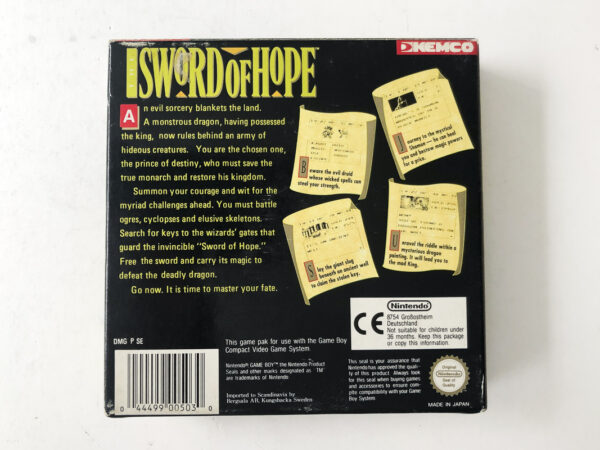 THE
SWORD OF HOPE™
KEMCO
An evil sorcery blankets the land.
A monstrous dragon, having possessed
the king, now rules behind an army of
hideous creatures. You are the chosen one,
the prince of destiny, who must save the
true monarch and restore his kingdom.
Summon your courage and wit for the
myriad challenges ahead. You must battle
ogres, cyclopses and elusive skeletons.
Search for keys to the wizards' gates that
guard the invincible "Sword of Hope."
Free the sword and carry its magic to
defeat the deadly dragon.
Go now. It is time to master your fate.
Beware the evil druid
whose wicked spells can
steal your strength.
Journey to the mystical
Shaman — he can heal
you and bestow magic powers
for a price.
Slay the giant slug
beneath an ancient well
to claim the stolen key.
Unravel the riddle within a
mysterious dragon
painting. It will lead you to
the mad King.
DMG P SE
This game pak for use with the Game Boy
Compact Video Game System.
Nintendo® GAME BOY™ the Nintendo Product
Seals and other marks designated as "TM"
are trademarks of Nintendo
Imported to Scandinavia by
Bergsala AB, Kungsbacka Sweden
0 44499 00503 0
CE
Nintendo
8754 Großostheim
Deutschland
Not suitable for children under
36 months. Keep this package
or copy this information.
This seal is your assurance that
Nintendo has approved the quali-
ty of this product. Always look
for this seal when buying games
and accessories to ensure com-
plete compatibility with your Game
Boy System.
Original
Nintendo
Seal of
Quality
MADE IN JAPAN